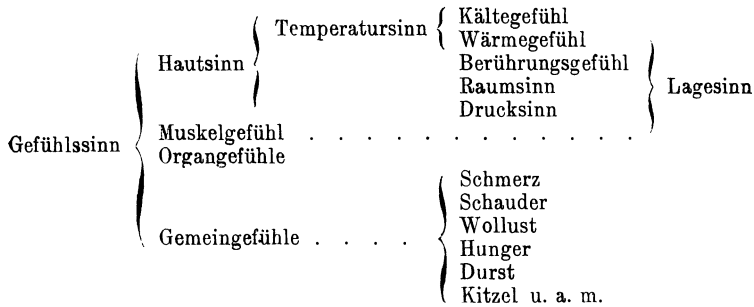 Temperatursinn { Kältegefühl
Wärmegefühl
Hautsinn Berührungsgefühl
Raumsinn Lagesinn
Drucksinn
Gefühlssinn Muskelgefühl . . . . . . . . . . . .
Organgefühle
Schmerz
Schauder
Wollust
Gemeingefühle . . . . Hunger
Durst
Kitzel u. a. m.